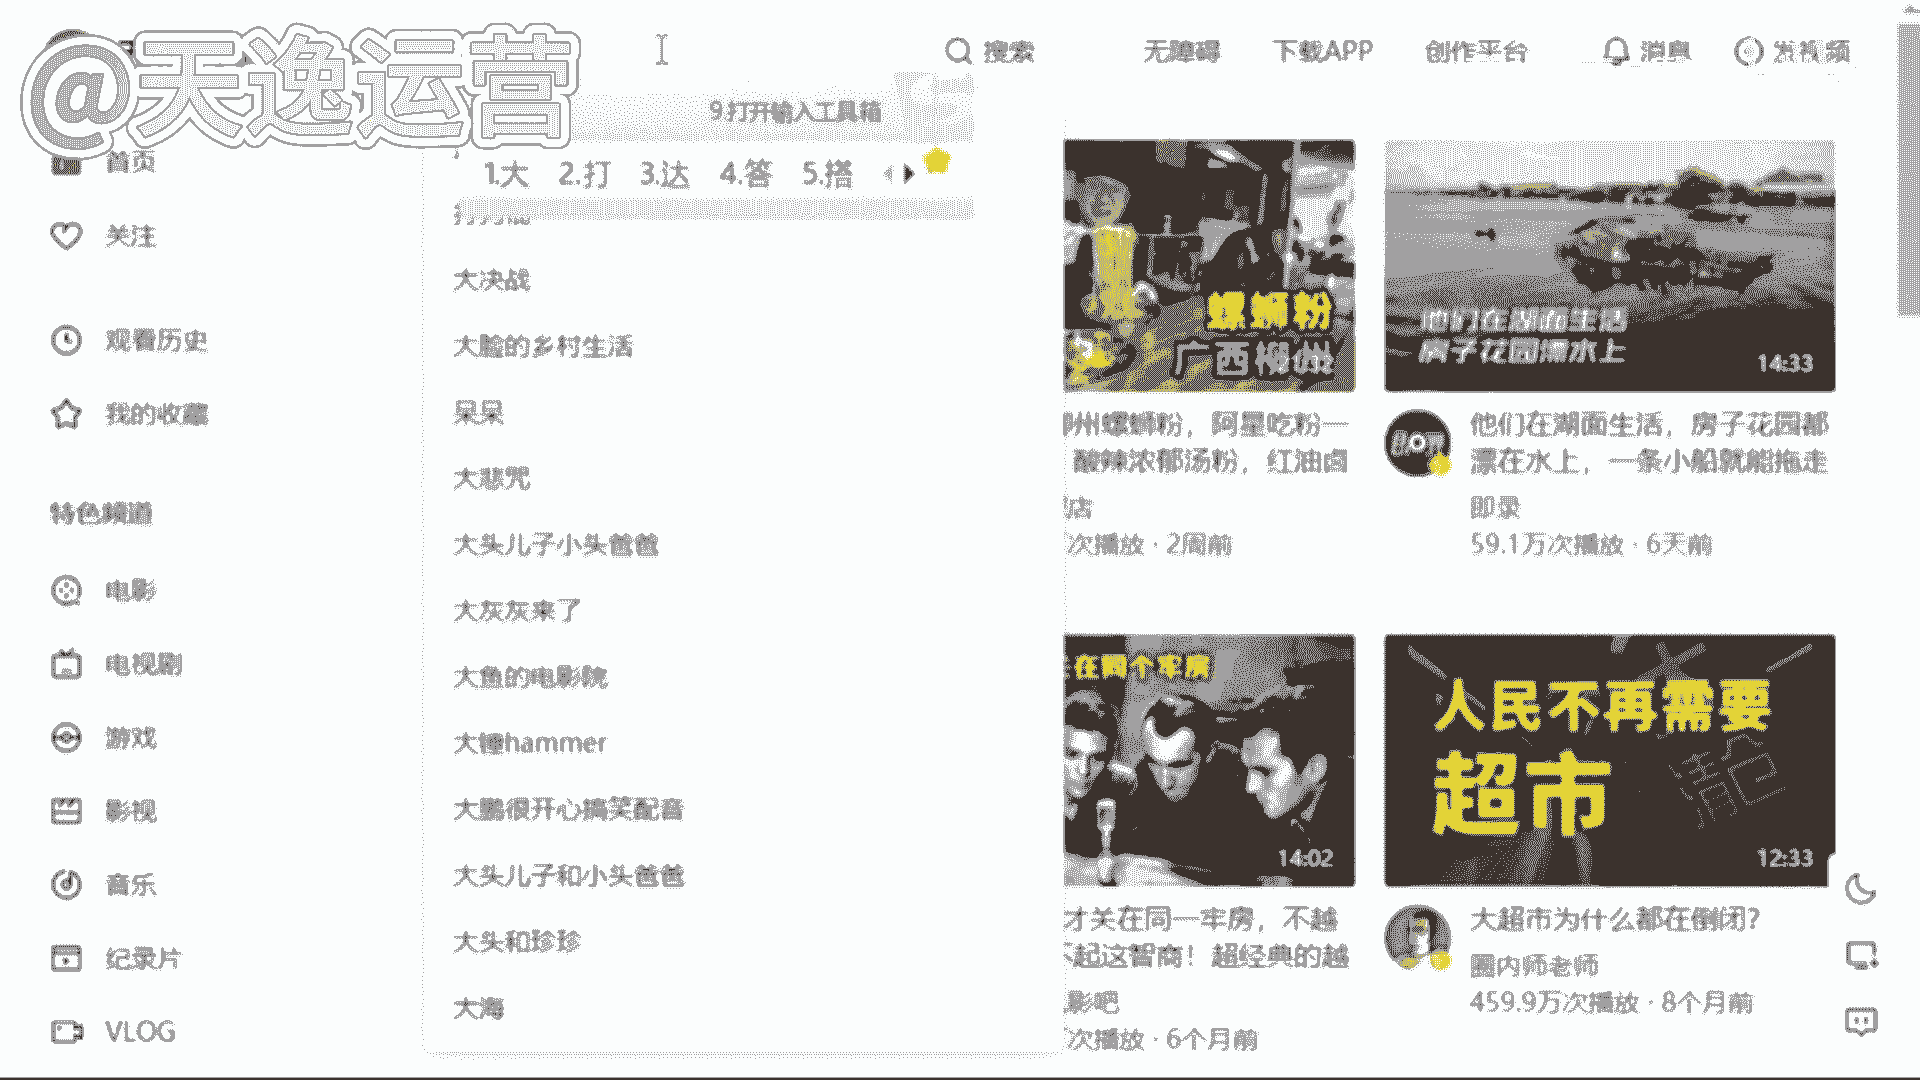 @天逸运营
搜索
无障碍
下载APP
创作平台
消息
发视频
9.打开输入工具箱
1.大 2.打 3.达 4.答 5.搭
首页
关注
观看历史
我的收藏
特色频道
电影
电视剧
游戏
影视
音乐
纪录片
VLOG
大决战
大脸的乡村生活
呆呆
大悲咒
大头儿子小头爸爸
大灰灰来了
大鱼的电影院
大锤hammer
大鹏很开心搞笑配音
大头儿子和小头爸爸
大头和珍珍
大海
螺蛳粉
广西柳州
州螺蛳粉，阿星吃粉一
酸辣浓郁汤粉，红油卤
店
次播放 · 2周前
他们在湖面生活
房子花园漂水上
14:33
他们在湖面生活，房子花园都
漂在水上，一条小船就能拖走
即录
59.1万次播放 · 6天前
在四个牢房
14:02
才关在同一牢房，不越
不起这智商！超经典的越
影吧
次播放 · 6个月前
人民不再需要
超市
清仓
12:33
大超市为什么都在倒闭？
圈内师老师
459.9万次播放 · 8个月前